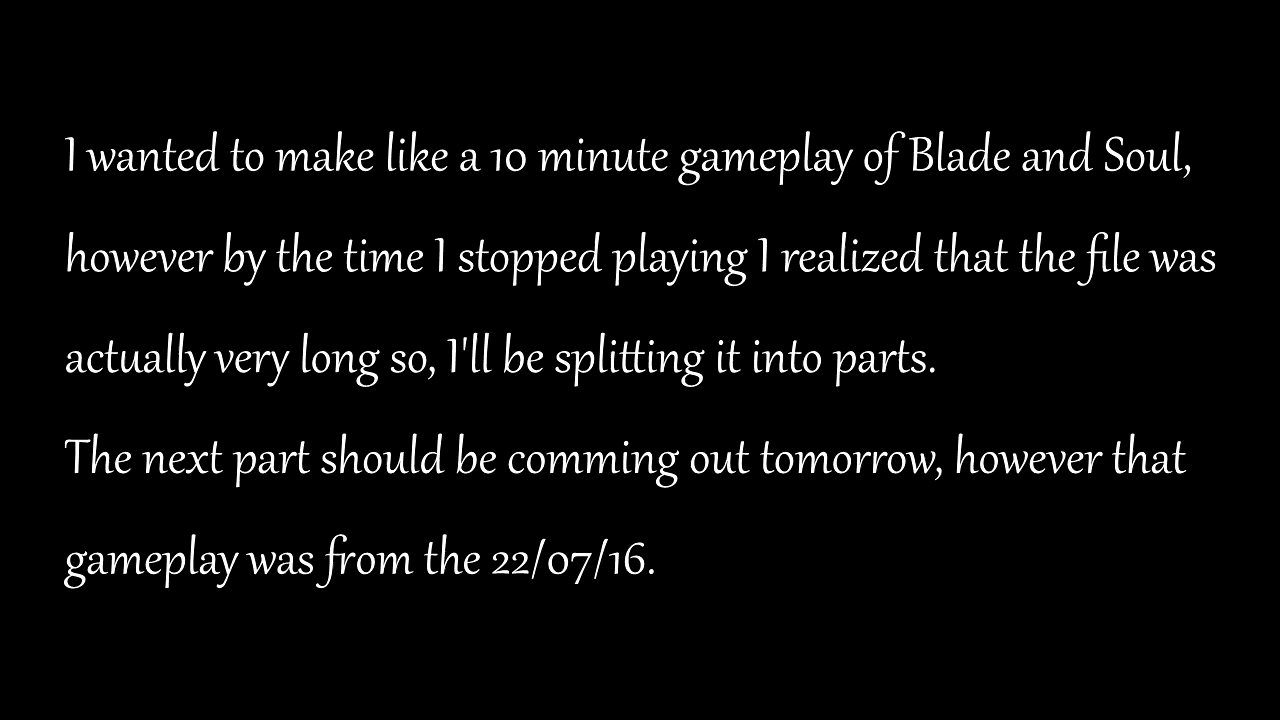 I wanted to make like a 10 minute gameplay of Blade and Soul,
however by the time I stopped playing I realized that the file was
actually very long so, I'll be splitting it into parts.
The next part should be comming out tomorrow, however that
gameplay was from the 22/07/16.